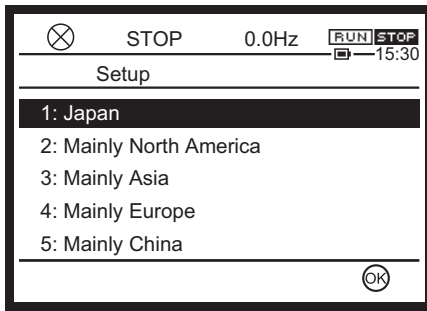 STOP 0.0Hz RUN STOP
15:30
Setup
1: Japan
2: Mainly North America
3: Mainly Asia
4: Mainly Europe
5: Mainly China
OK